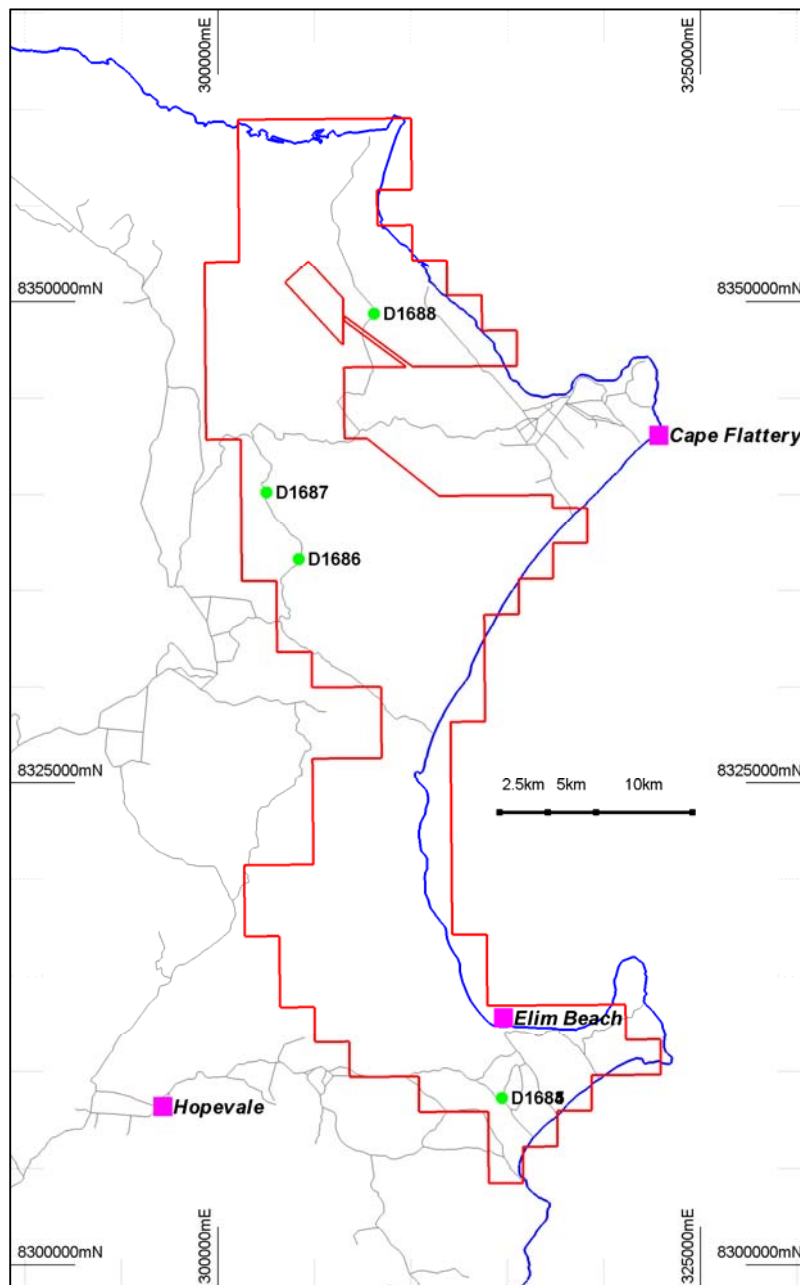 300000mE
325000mE
8350000mN
8350000mN
D1688
Cape Flattery
D1687
D1686
8325000mN
8325000mN
2.5km
5km
10km
Elim Beach
Hopevale
8300000mN
8300000mN
300000mE
325000mE